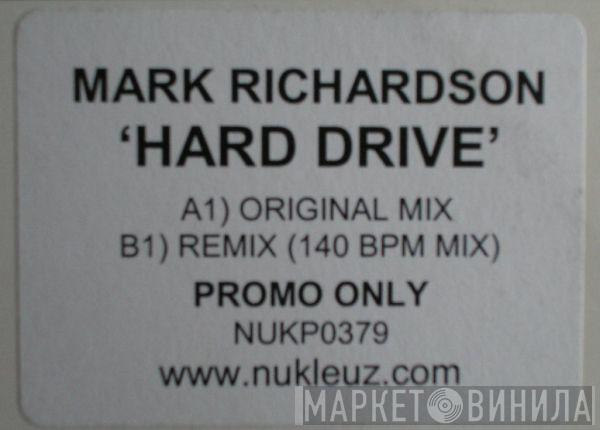 MARK RICHARDSON
‘HARD DRIVE’
A1) ORIGINAL MIX
B1) REMIX (140 BPM MIX)
PROMO ONLY
NUKP0379
www.nukleuz.com
МАРКЕТ ВИНИЛА